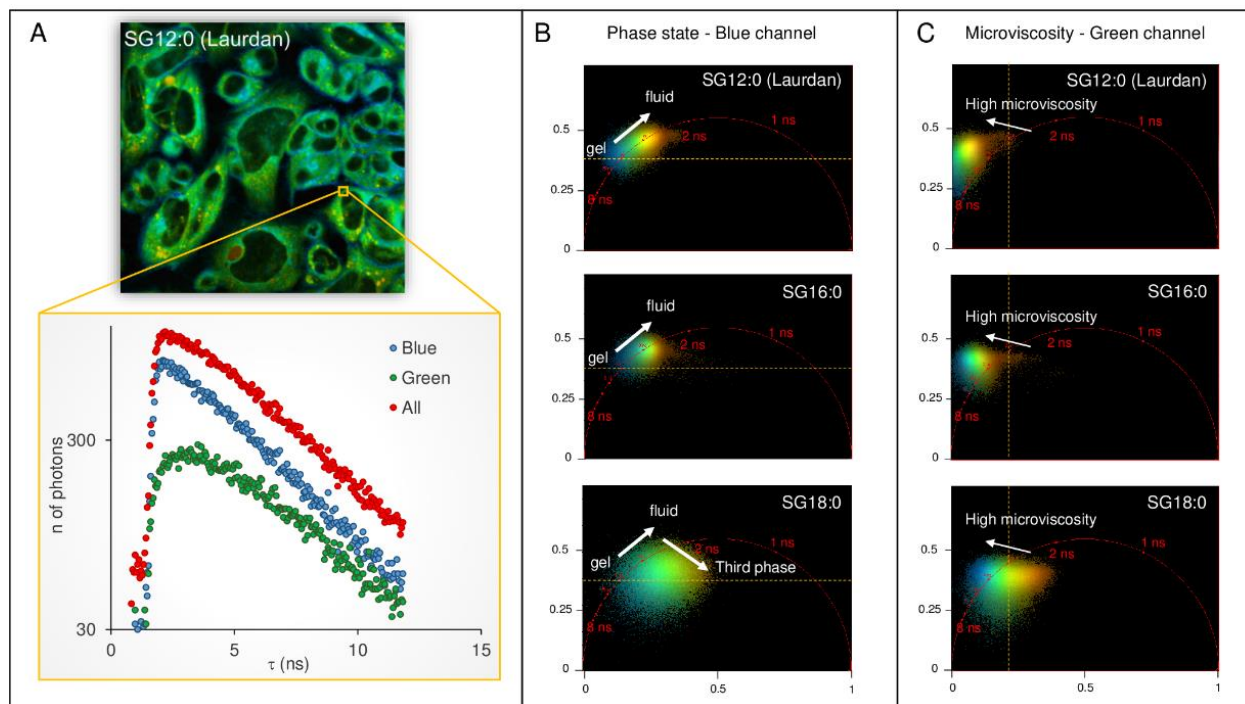 A
SG12:0 (Laurdan)
Blue
Green
All
n of photons
300
30
0
5
10
15
τ (ns)
B
Phase state - Blue channel
SG12:0 (Laurdan)
fluid
1 ns
2 ns
gel
8 ns
0.5
0.25
0
SG16:0
fluid
1 ns
2 ns
gel
8 ns
0.5
0.25
0
SG18:0
fluid
1 ns
2 ns
gel
Third phase
8 ns
0.5
0.25
0
0
0.5
1
C
Microviscosity - Green channel
SG12:0 (Laurdan)
High microviscosity
1 ns
2 ns
8 ns
0.5
0.25
0
SG16:0
High microviscosity
1 ns
2 ns
8 ns
0.5
0.25
0
SG18:0
High microviscosity
1 ns
2 ns
8 ns
0.5
0.25
0
0
0.5
1